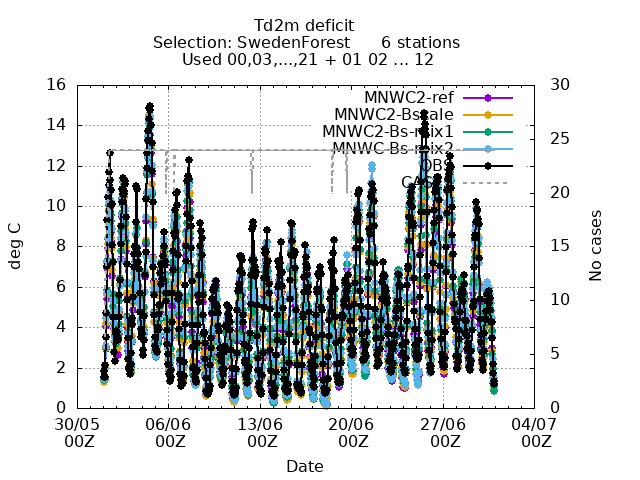 Td2m deficit
Selection: SwedenForest 6 stations
Used 00,03,...,21 + 01 02 ... 12
16 30
14 25
12 20
10
8 15
6 10
4
2 5
0 0
deg C
No cases
MNWC2-ref
MNWC2-Bscale
MNWC2-Bs-mix1
MNWC-Bs-mix2
OBS
30/05 06/06 13/06 20/06 27/06 04/07
00Z 00Z 00Z 00Z 00Z 00Z
Date